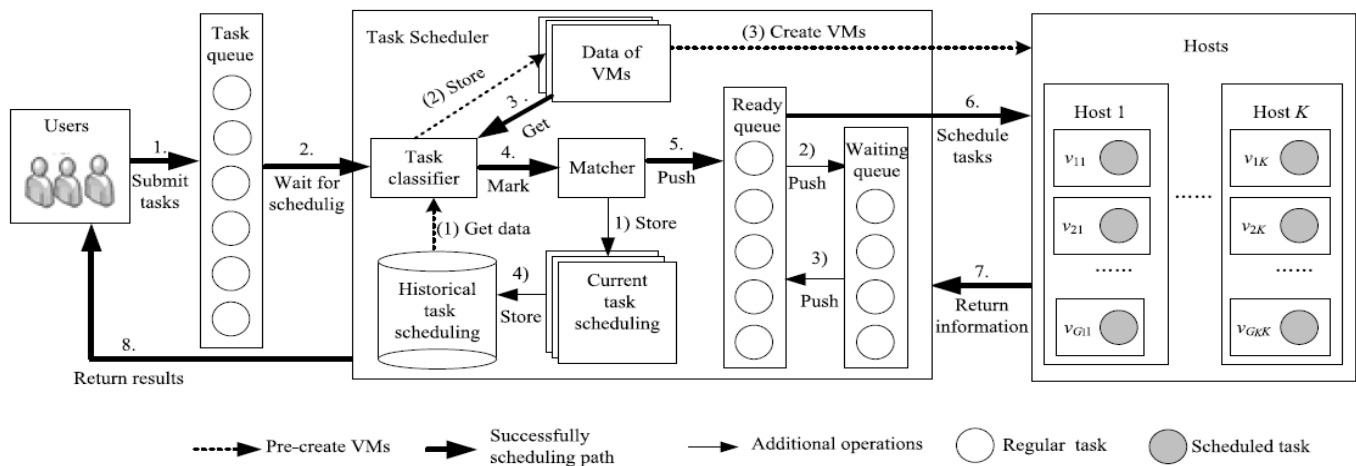 Task
queue
Users
1.
Submit
tasks
2.
Wait for
schedulig
Task Scheduler
Data of
VMs
(2) Store
3.
Get
Task
classifier
4.
Mark
Matcher
5.
Push
(1) Get data
1) Store
Historical
task
scheduling
4)
Store
Current
task
scheduling
Ready
queue
2)
Push
Waiting
queue
3)
Push
(3) Create VMs
6.
Schedule
tasks
7.
Return
information
Hosts
Host 1
v11
v21
......
vG11
......
Host K
v1K
v2K
......
vGKK
8.
Return results
Pre-create VMs
Successfully
scheduling path
Additional operations
Regular task
Scheduled task